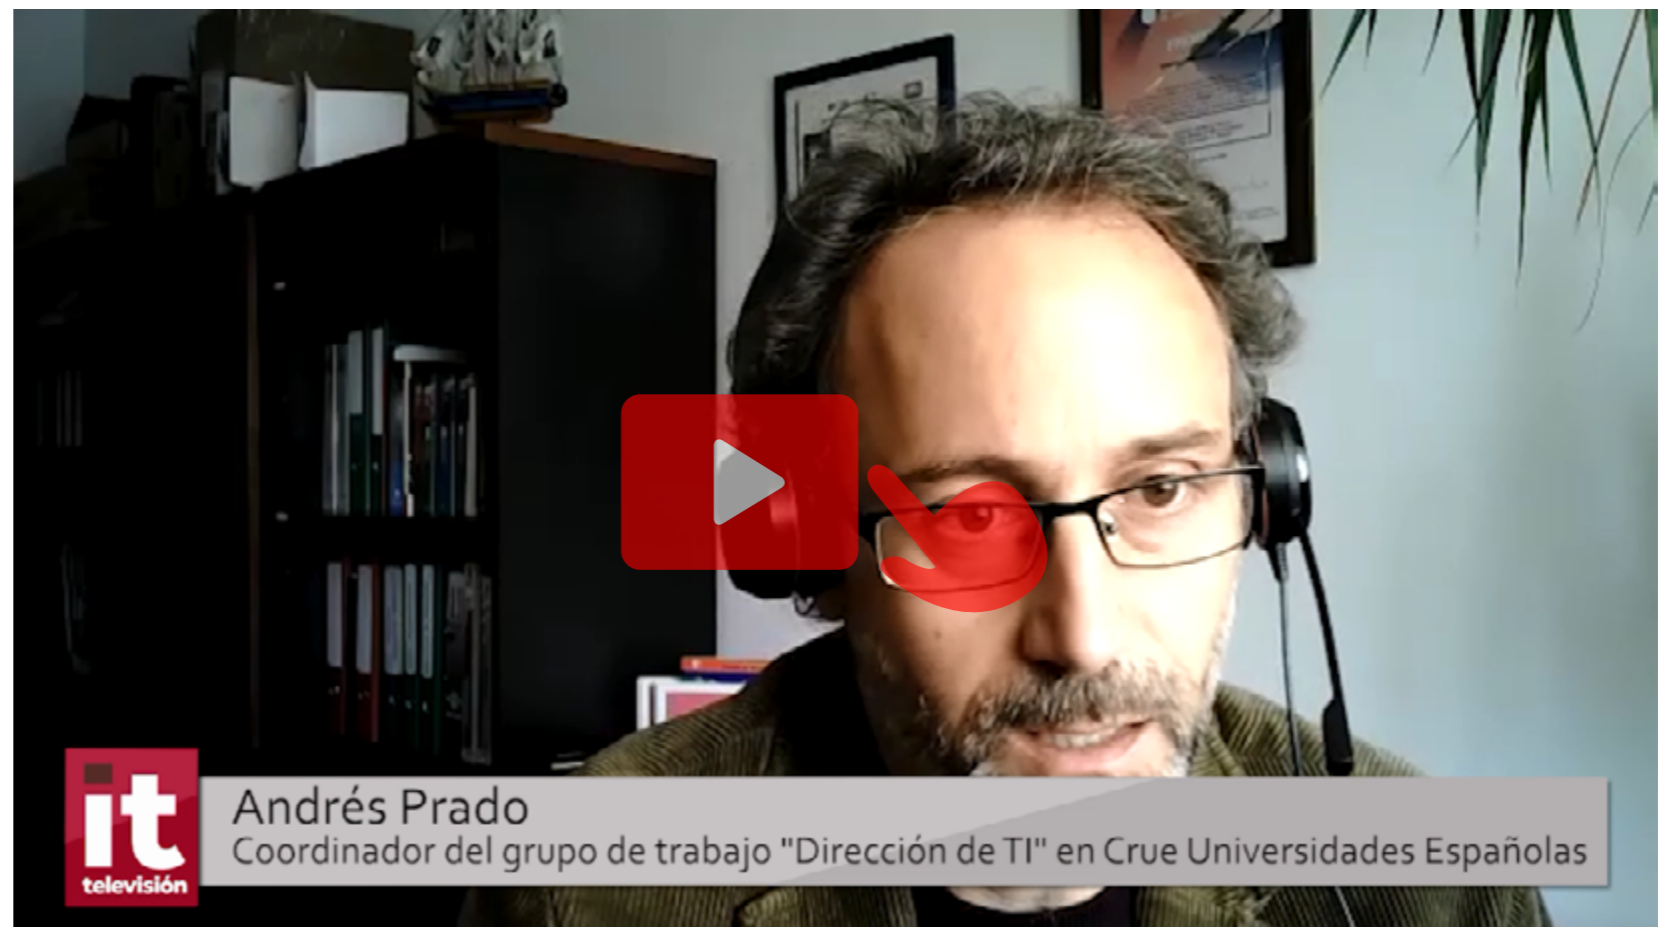 Andrés Prado
Coordinador del grupo de trabajo "Dirección de TI" en Crue Universidades Españolas
it
televisión